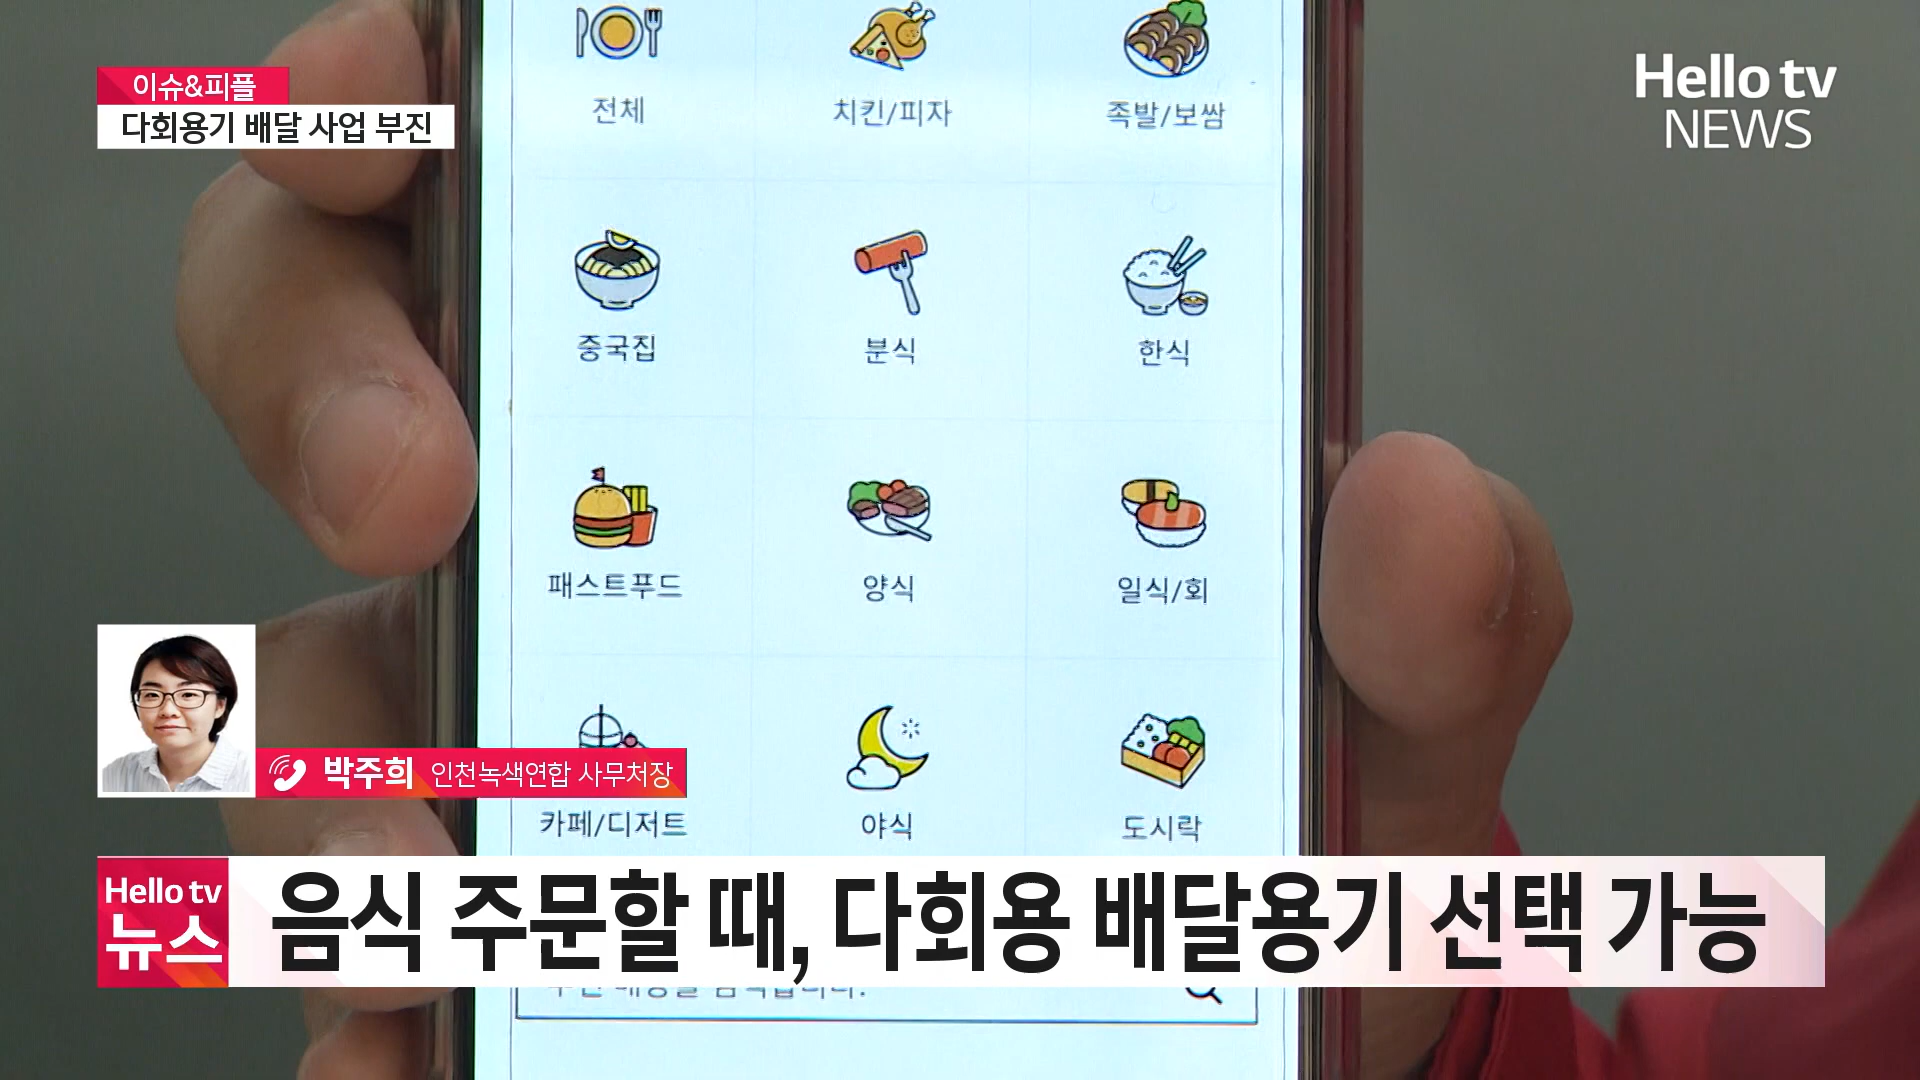 이슈&피플
다회용기 배달 사업 부진
Hello tv
NEWS
전체
치킨/피자
족발/보쌈
중국집
분식
한식
패스트푸드
양식
일식/회
카페/디저트
야식
도시락
박주희 인천녹색연합 사무처장
Hello tv
뉴스
음식 주문할 때, 다회용 배달용기 선택 가능